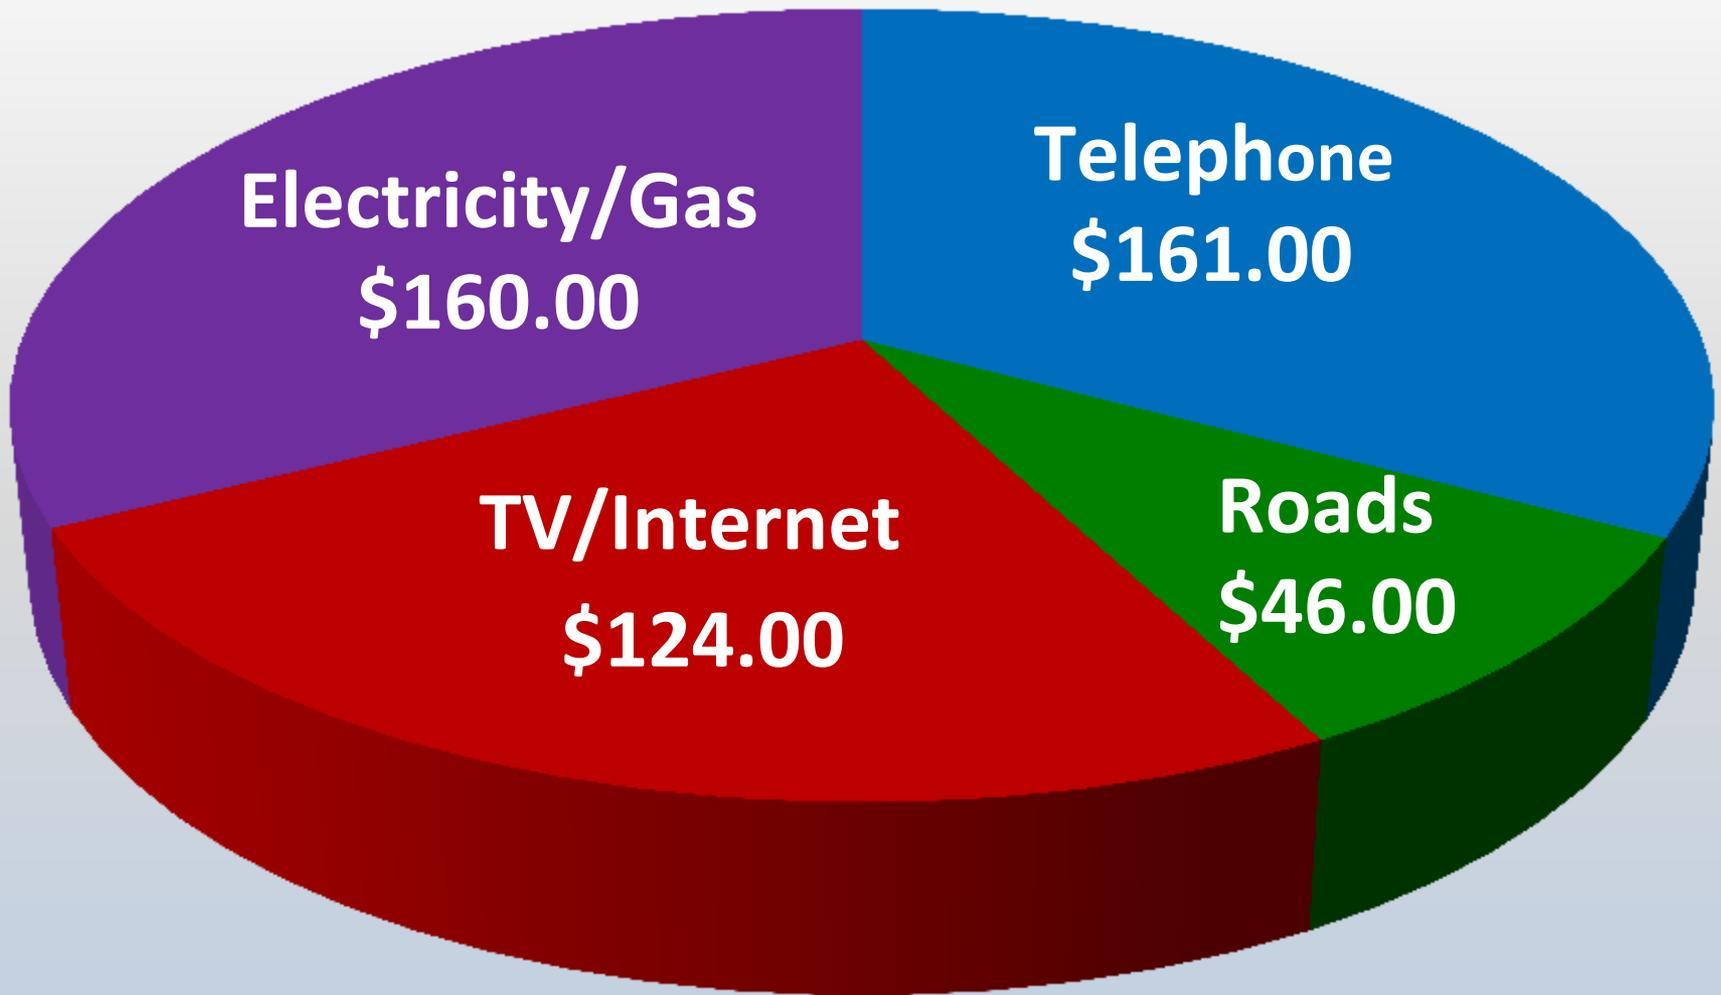 Electricity/Gas
$160.00
Telephone
$161.00
TV/Internet
$124.00
Roads
$46.00